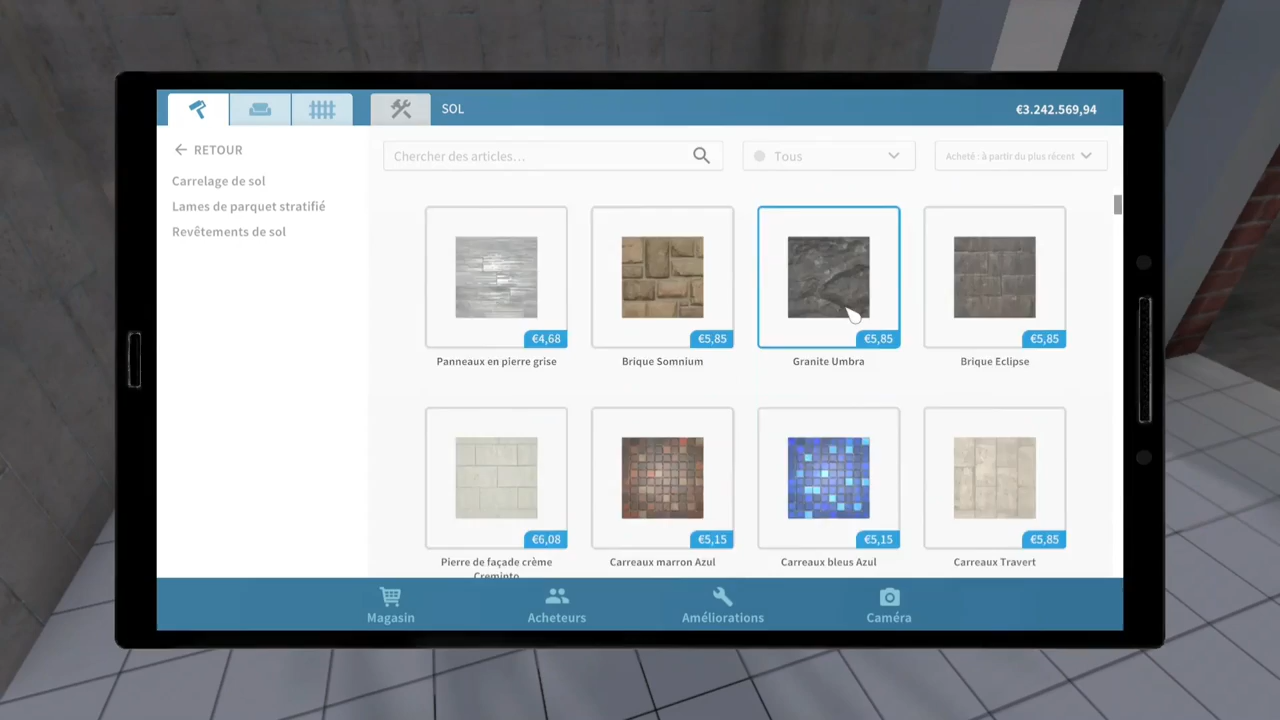 SOL
€3.242.569,94
RETOUR
Chercher des articles...
Tous
Acheté : à partir du plus récent
Carrelage de sol
Lames de parquet stratifié
Revêtements de sol
€4,68
€5,85
€5,85
€5,85
Panneaux en pierre grise
Brique Somnium
Granite Umbra
Brique Eclipse
€6,08
€5,15
€5,15
€5,85
Pierre de façade crème
Creminto
Carreaux marron Azul
Carreaux bleus Azul
Carreaux Travert
Magasin
Acheteurs
Améliorations
Caméra